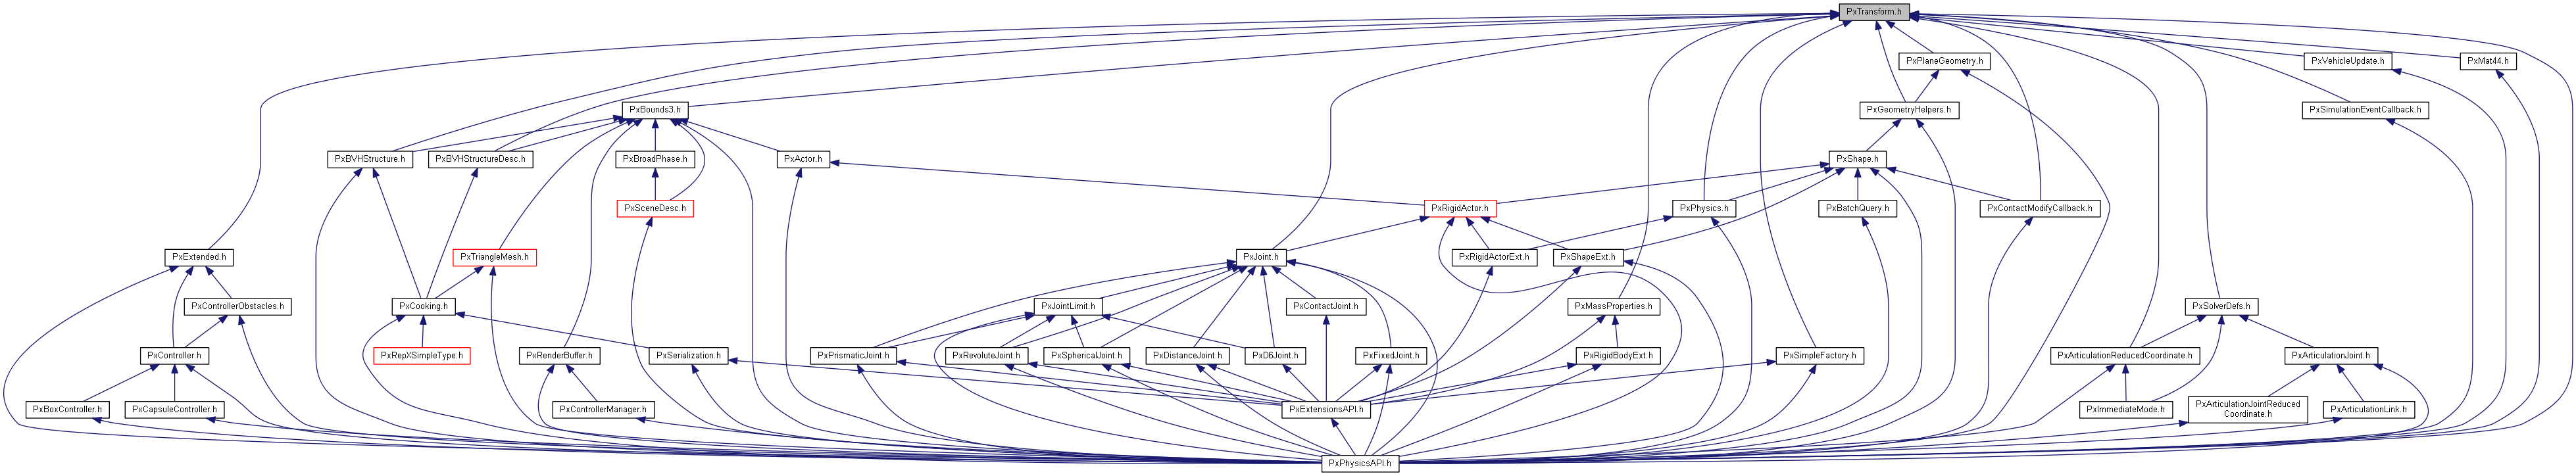 PxTransform.h
PxPlaneGeometry.h
PxVehicleUpdate.h
PxMat44.h
PxBounds3.h
PxGeometryHelpers.h
PxSimulationEventCallback.h
PxBVHStructure.h
PxBVHStructureDesc.h
PxBroadPhase.h
PxActor.h
PxShape.h
PxSceneDesc.h
PxRigidActor.h
PxPhysics.h
PxBatchQuery.h
PxContactModifyCallback.h
PxExtended.h
PxTriangleMesh.h
PxJoint.h
PxRigidActorExt.h
PxShapeExt.h
PxControllerObstacles.h
PxCooking.h
PxJointLimit.h
PxContactJoint.h
PxMassProperties.h
PxSolverDefs.h
PxController.h
PxRepXSimpleType.h
PxRenderBuffer.h
PxSerialization.h
PxPrismaticJoint.h
PxRevoluteJoint.h
PxSphericalJoint.h
PxDistanceJoint.h
PxD6Joint.h
PxFixedJoint.h
PxRigidBodyExt.h
PxSimpleFactory.h
PxArticulationReducedCoordinate.h
PxArticulationJoint.h
PxBoxController.h
PxCapsuleController.h
PxControllerManager.h
PxExtensionsAPI.h
PxImmediateMode.h
PxArticulationJointReduced
Coordinate.h
PxArticulationLink.h
PxPhysicsAPI.h